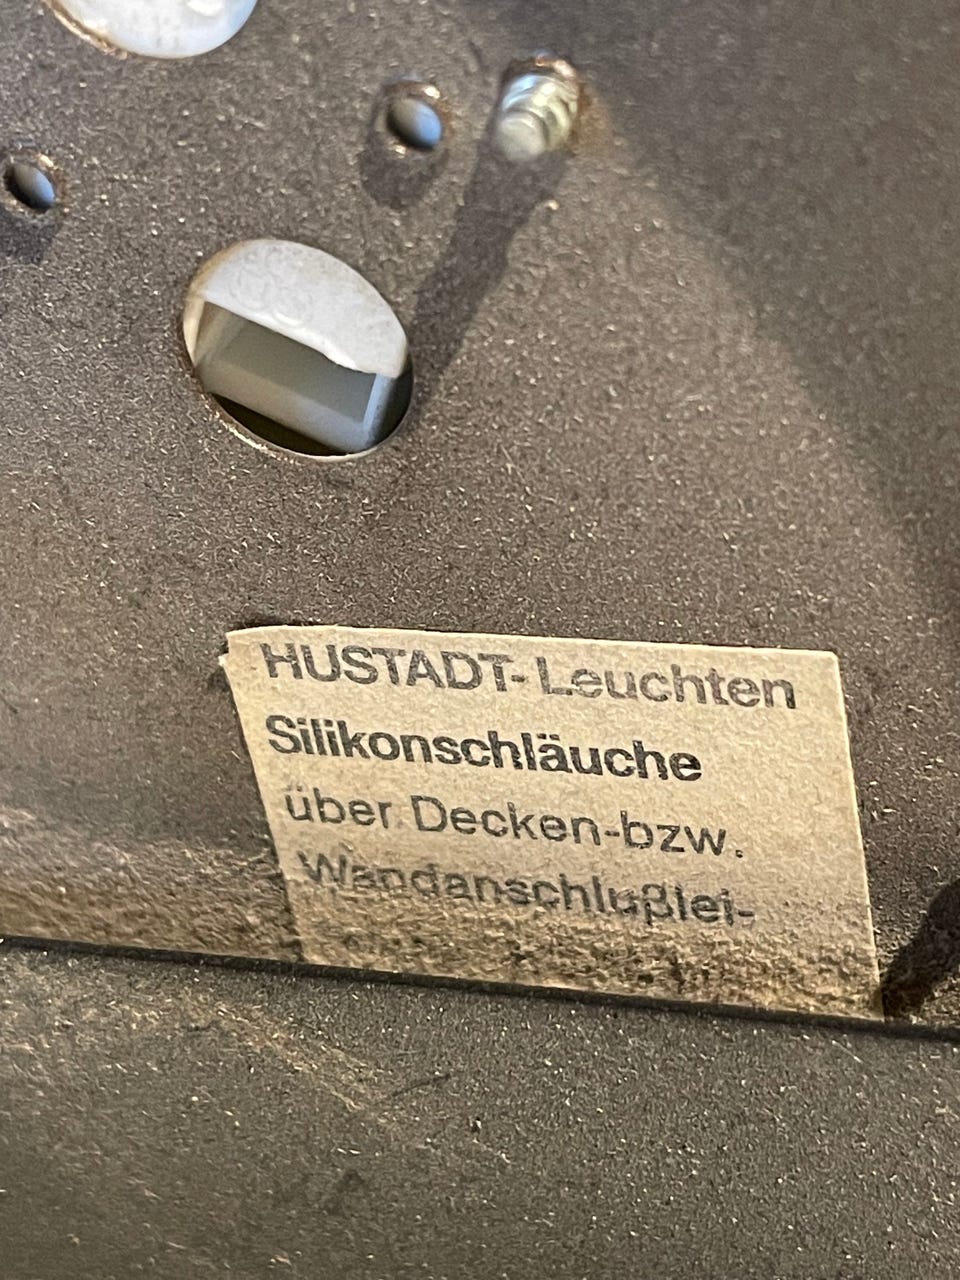 HUSTADT-Leuchten
Silikonschläuche
über Decken-bzw.
Wandanschlußlei-